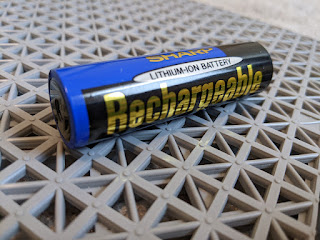 SHARP
LITHIUM-ION BATTERY
Rechargeable